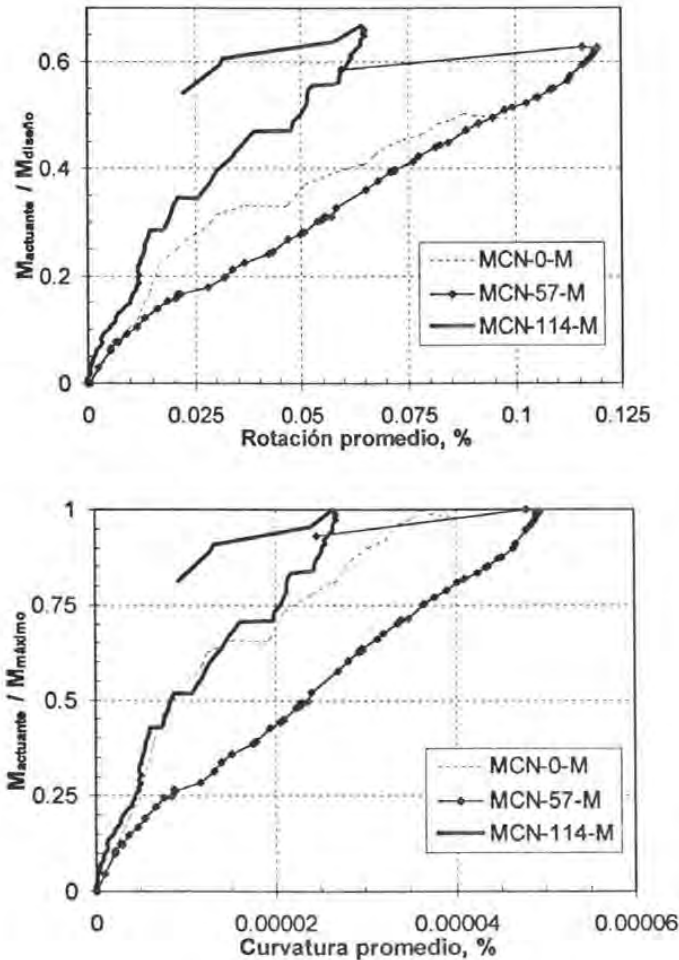 Mactuante / Mdiseño
0.6
0.4
0.2
0
MCN-0-M
MCN-57-M
MCN-114-M
0
0.025
0.05
0.075
0.1
0.125
Rotación promedio, %
Mactuante / Mmáximo
1
0.75
0.5
0.25
0
MCN-0-M
MCN-57-M
MCN-114-M
0
0.00002
0.00004
0.00006
Curvatura promedio, %